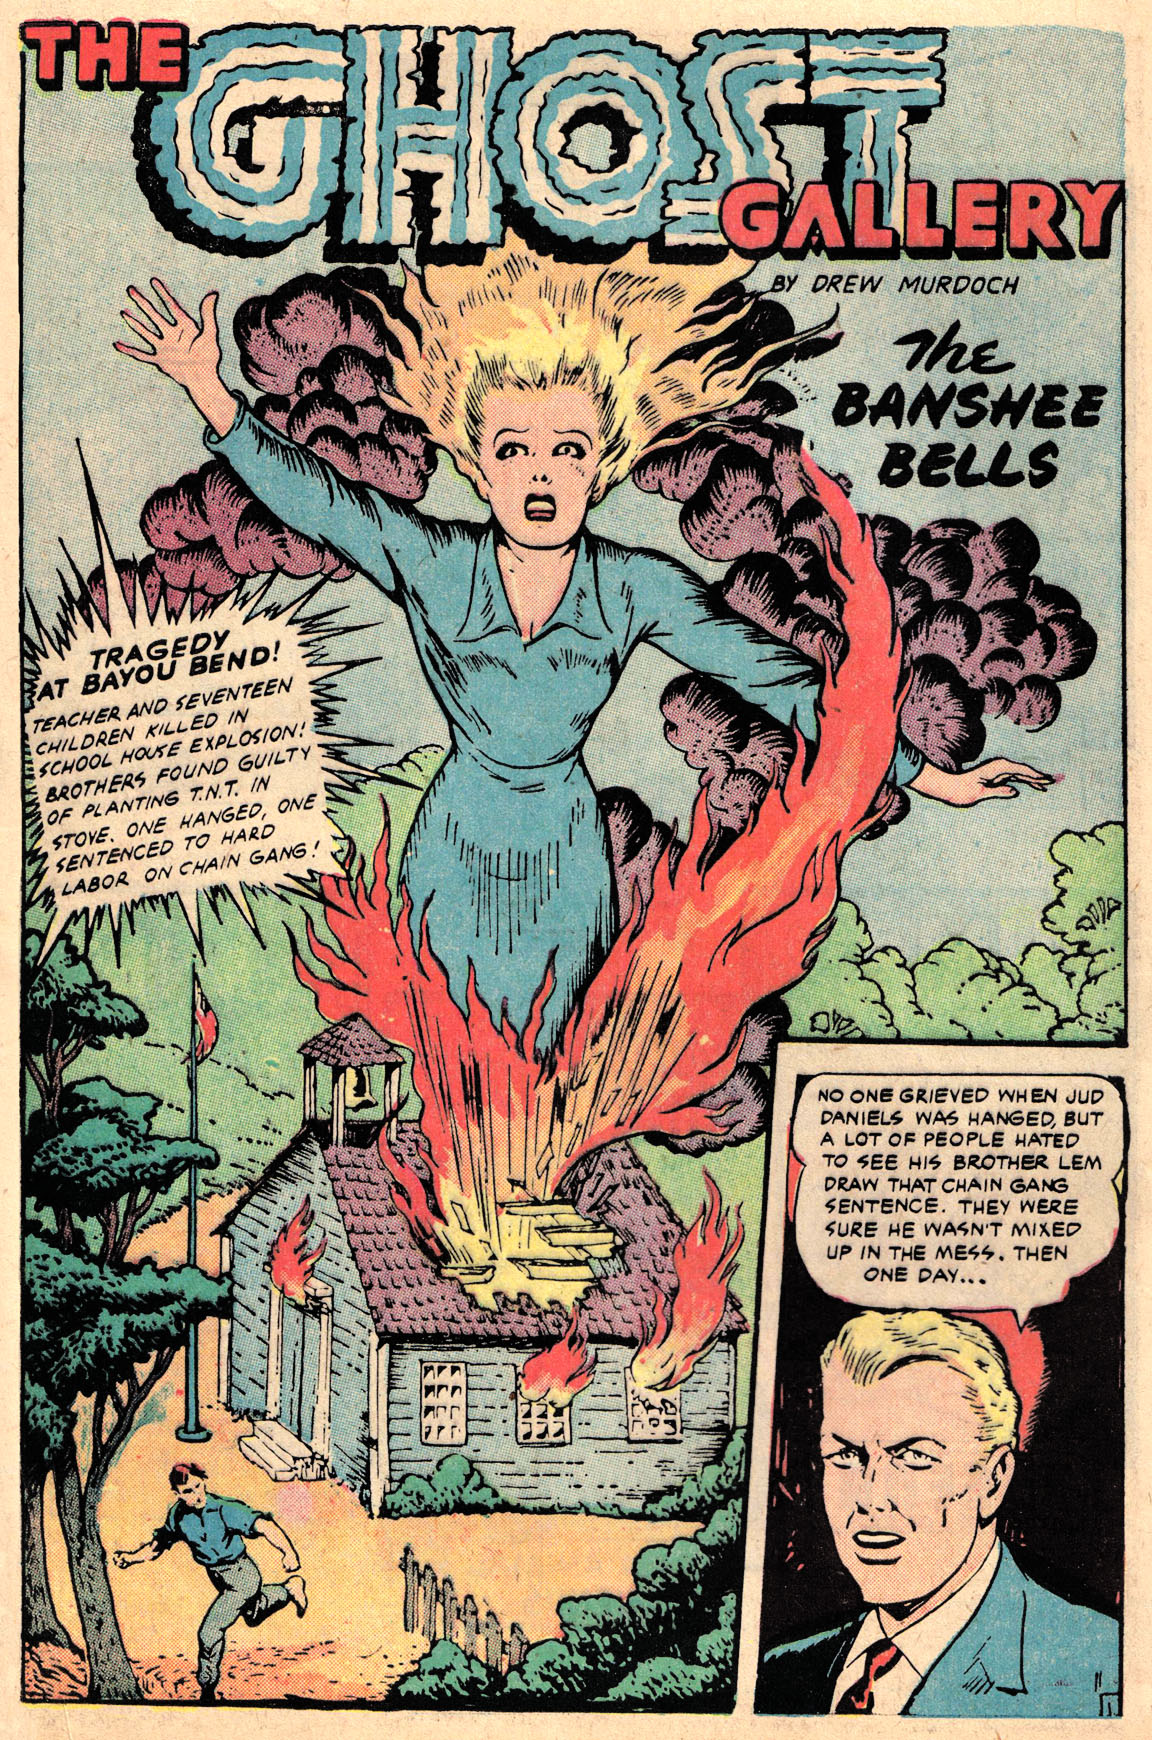 THE
GHOST
GALLERY
BY DREW MURDOCH
The
BANSHEE
BELLS
TRAGEDY
AT BAYOU BEND!
TEACHER AND SEVENTEEN
CHILDREN KILLED IN
SCHOOL HOUSE EXPLOSION!
BROTHERS FOUND GUILTY
OF PLANTING T.N.T. IN
STOVE. ONE HANGED, ONE
SENTENCED TO HARD
LABOR ON CHAIN GANG!
NO ONE GRIEVED WHEN JUD
DANIELS WAS HANGED, BUT
A LOT OF PEOPLE HATED
TO SEE HIS BROTHER LEM
DRAW THAT CHAIN GANG
SENTENCE. THEY WERE
SURE HE WASN'T MIXED
UP IN THE MESS. THEN
ONE DAY...